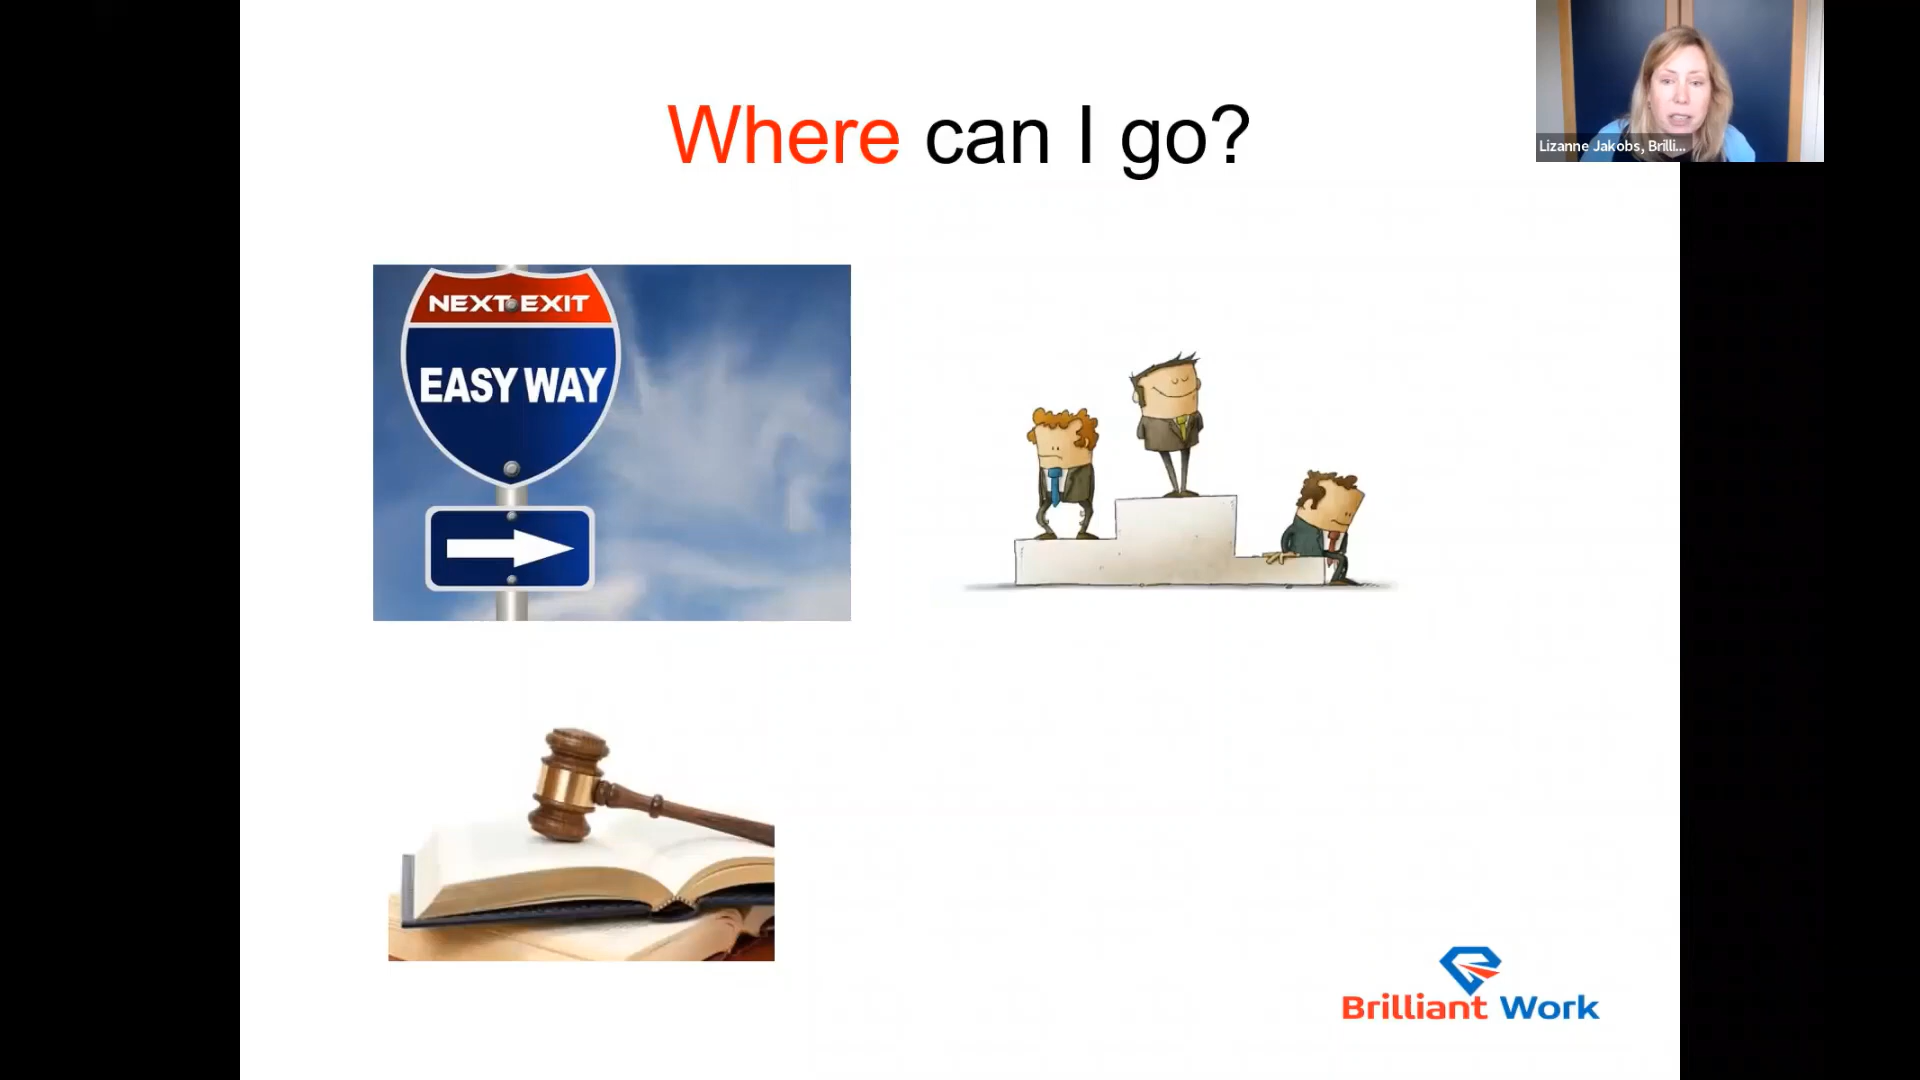 Where can I go?
Lizanne Jakobs, Brilli...
NEXT EXIT
EASY WAY
Brilliant Work